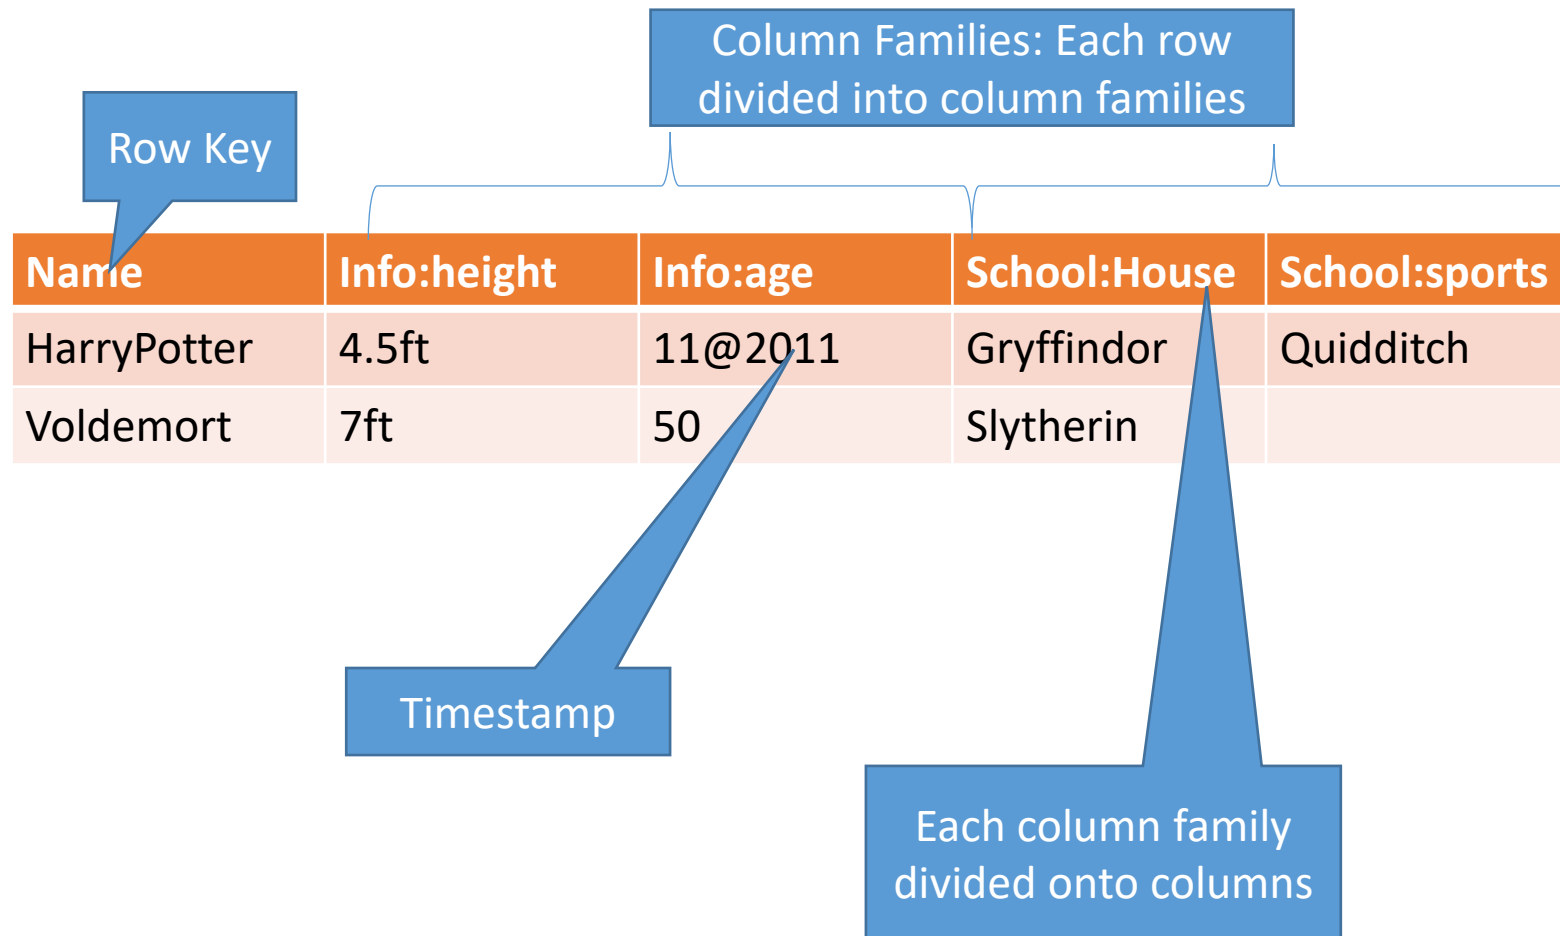 Column Families: Each row
divided into column families
Row Key
Name Info:height Info:age School:House School:sports
HarryPotter 4.5ft 11@2011 Gryffindor Quidditch
Voldemort 7ft 50 Slytherin
Timestamp
Each column family
divided onto columns